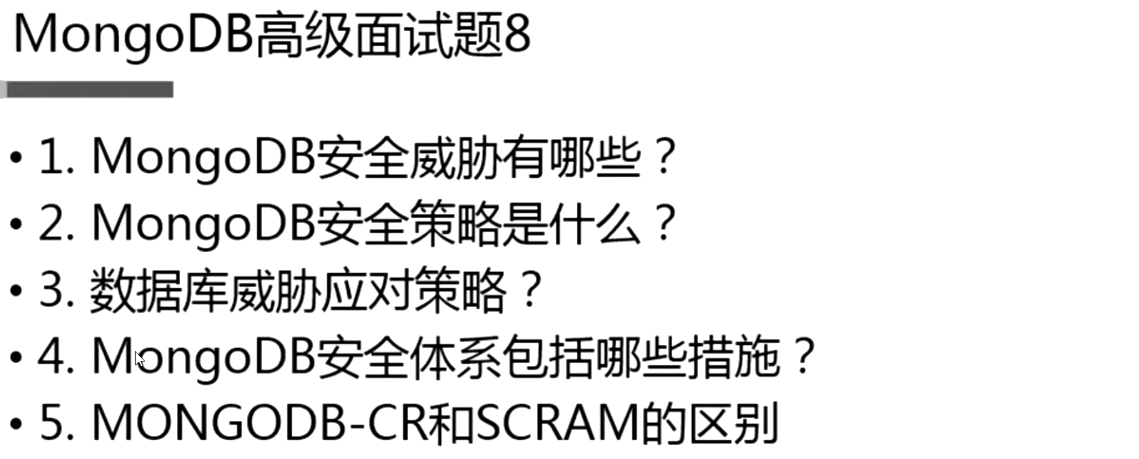 MongoDB高级面试题8
• 1. MongoDB安全威胁有哪些？
• 2. MongoDB安全策略是什么？
• 3. 数据库威胁应对策略？
• 4. MongoDB安全体系包括哪些措施？
• 5. MONGODB-CR和SCRAM的区别